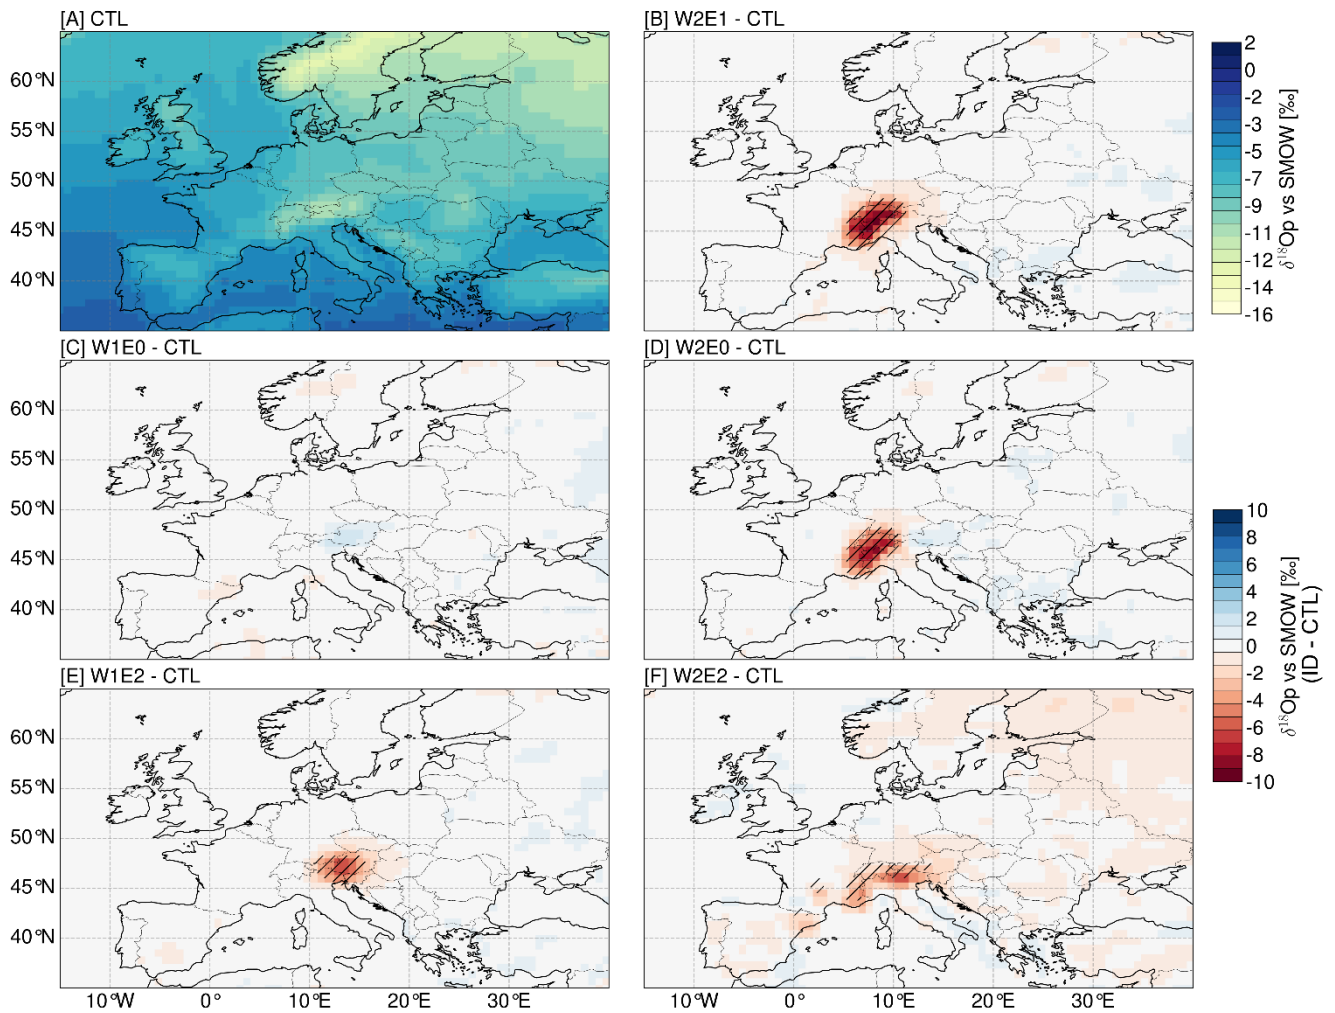 [A] CTL
[B] W2E1 - CTL
60°N
55°N
50°N
45°N
40°N
2
0
-2
-3
-5
-7
-9
-11
-12
-14
-16
δ¹⁸Op vs SMOW [‰]
[C] W1E0 - CTL
[D] W2E0 - CTL
60°N
55°N
50°N
45°N
40°N
[E] W1E2 - CTL
[F] W2E2 - CTL
60°N
55°N
50°N
45°N
40°N
10
8
6
4
2
0
-2
-4
-6
-8
-10
δ¹⁸Op vs SMOW [‰]
(ID - CTL)
10°W 0° 10°E 20°E 30°E
10°W 0° 10°E 20°E 30°E